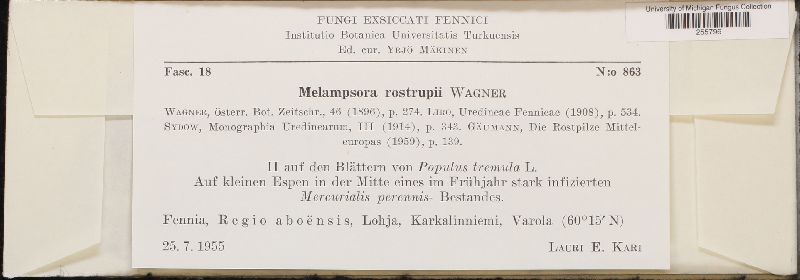 FUNGI EXSICCATI FENNICI
Institutio Botanica Universitatis Turkuensis
Ed. cur. YRJÖ MÄKINEN
University of Michigan Fungus Collection
255796
Fasc. 18 N:o 863
Melampsora rostrupii WAGNER
WAGNER, österr. Bot. Zeitschr., 46 (1896), p. 274. LIRO, Uredineae Fennicae (1908), p. 534.
SYDOW, Monographia Uredinearum, III (1914), p. 343. GÄUMANN, Die Rostpilze Mittel-
europas (1959), p. 139.
II auf den Blättern von Populus tremula L.
Auf kleinen Espen in der Mitte eines im Frühjahr stark infizierten
Mercurialis perennis- Bestandes.
Fennia, Regio aboënsis, Lohja, Karkalinniemi, Varola (60°15′ N)
25. 7. 1955 LAURI E. KARI